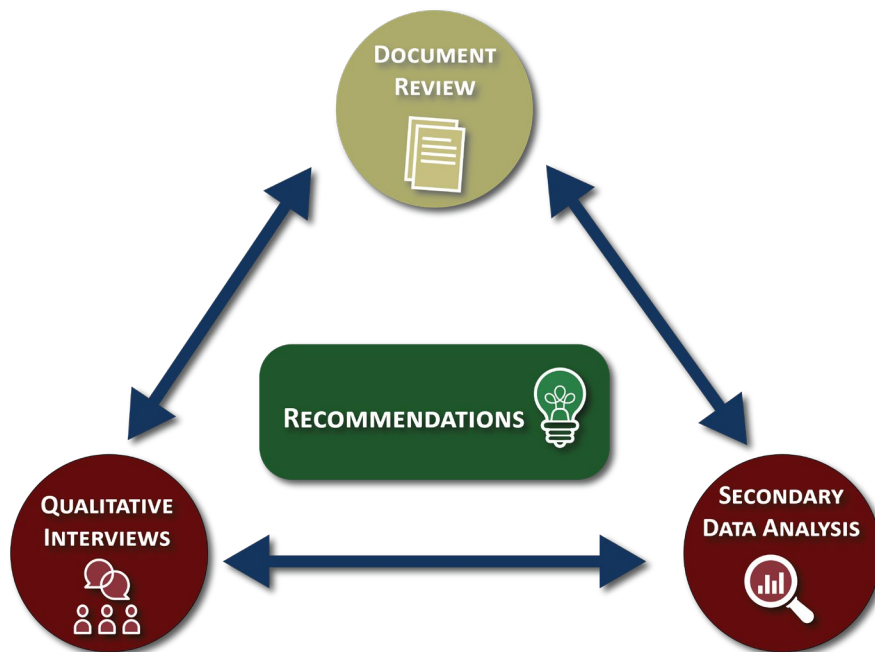 DOCUMENT
REVIEW
RECOMMENDATIONS
QUALITATIVE
INTERVIEWS
SECONDARY
DATA ANALYSIS